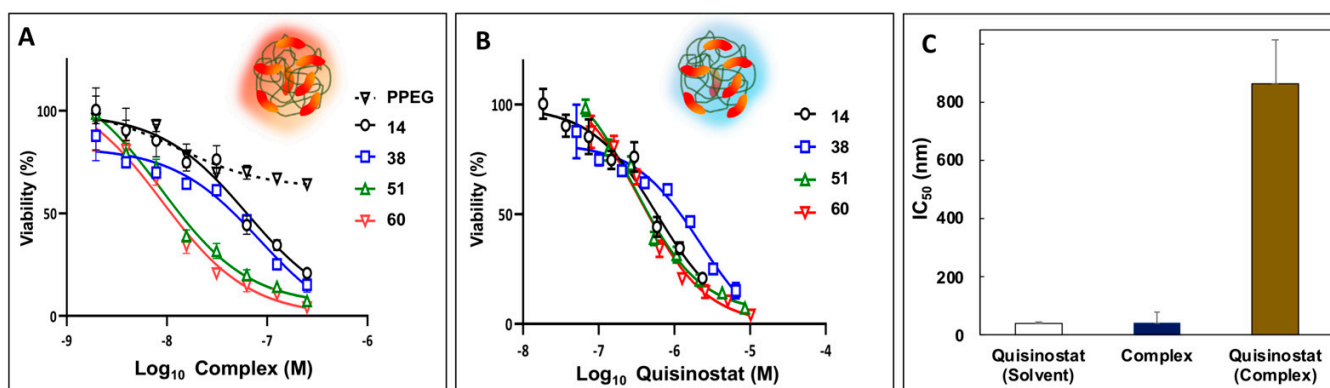 A
100
50
0
Viability (%)
-9
-8
-7
-6
Log10 Complex (M)
PPEG
14
38
51
60
B
100
50
0
Viability (%)
-8
-7
-6
-5
-4
Log10 Quisinostat (M)
14
38
51
60
C
800
600
400
200
0
IC50 (nm)
Quisinostat
(Solvent)
Complex
Quisinostat
(Complex)